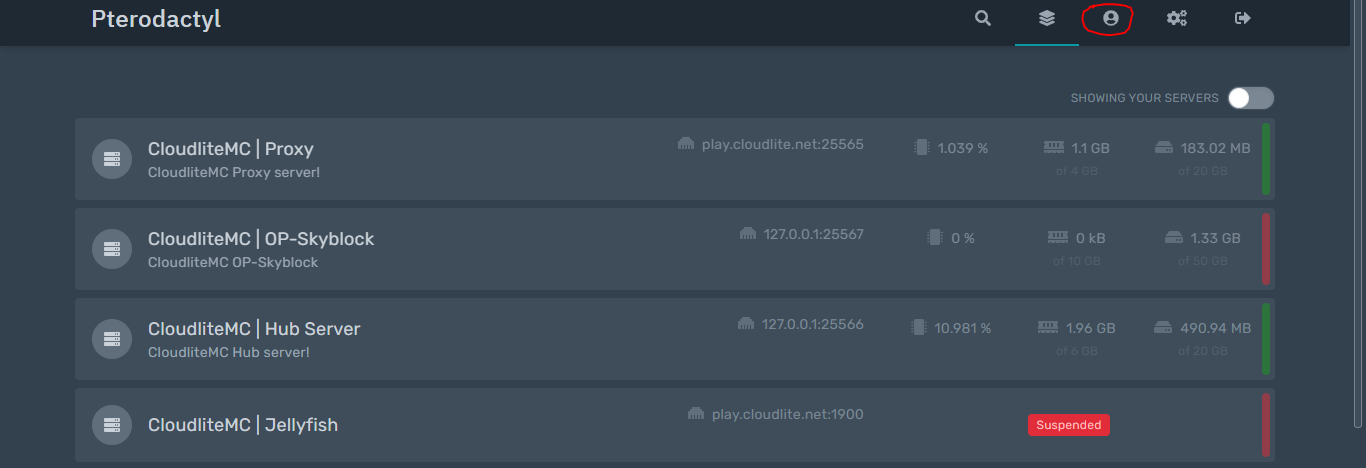 Pterodactyl
SHOWING YOUR SERVERS
CloudliteMC | Proxy
CloudliteMC Proxy server!
play.cloudlite.net:25565
1.039 %
1.1 GB
of 4 GB
183.02 MB
of 20 GB
CloudliteMC | OP-Skyblock
CloudliteMC OP-Skyblock
127.0.0.1:25567
0 %
0 kB
of 10 GB
1.33 GB
of 50 GB
CloudliteMC | Hub Server
CloudliteMC Hub server!
127.0.0.1:25566
10.981 %
1.96 GB
of 6 GB
490.94 MB
of 20 GB
CloudliteMC | Jellyfish
play.cloudlite.net:1900
Suspended